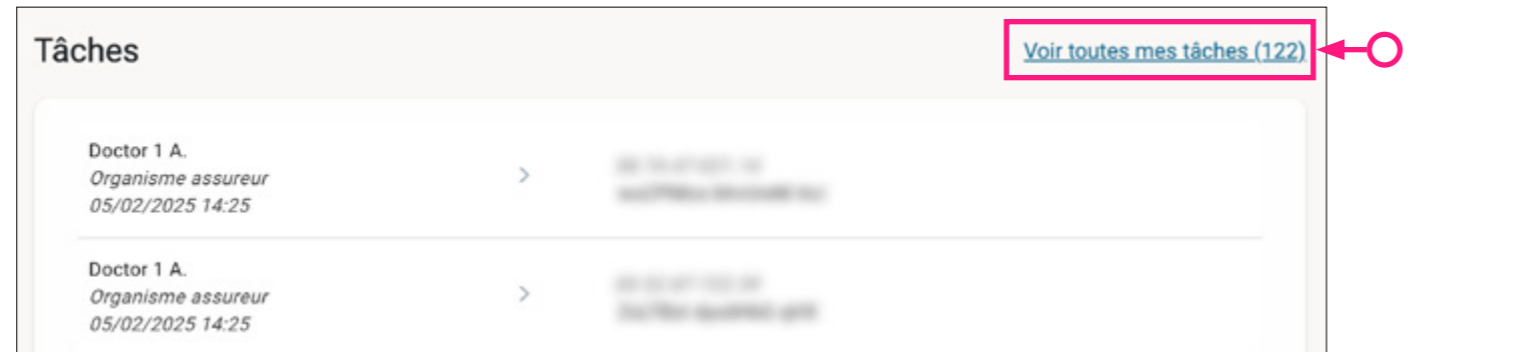 Tâches
Voir toutes mes tâches (122)
Doctor 1 A.
Organisme assureur
05/02/2025 14:25
Doctor 1 A.
Organisme assureur
05/02/2025 14:25